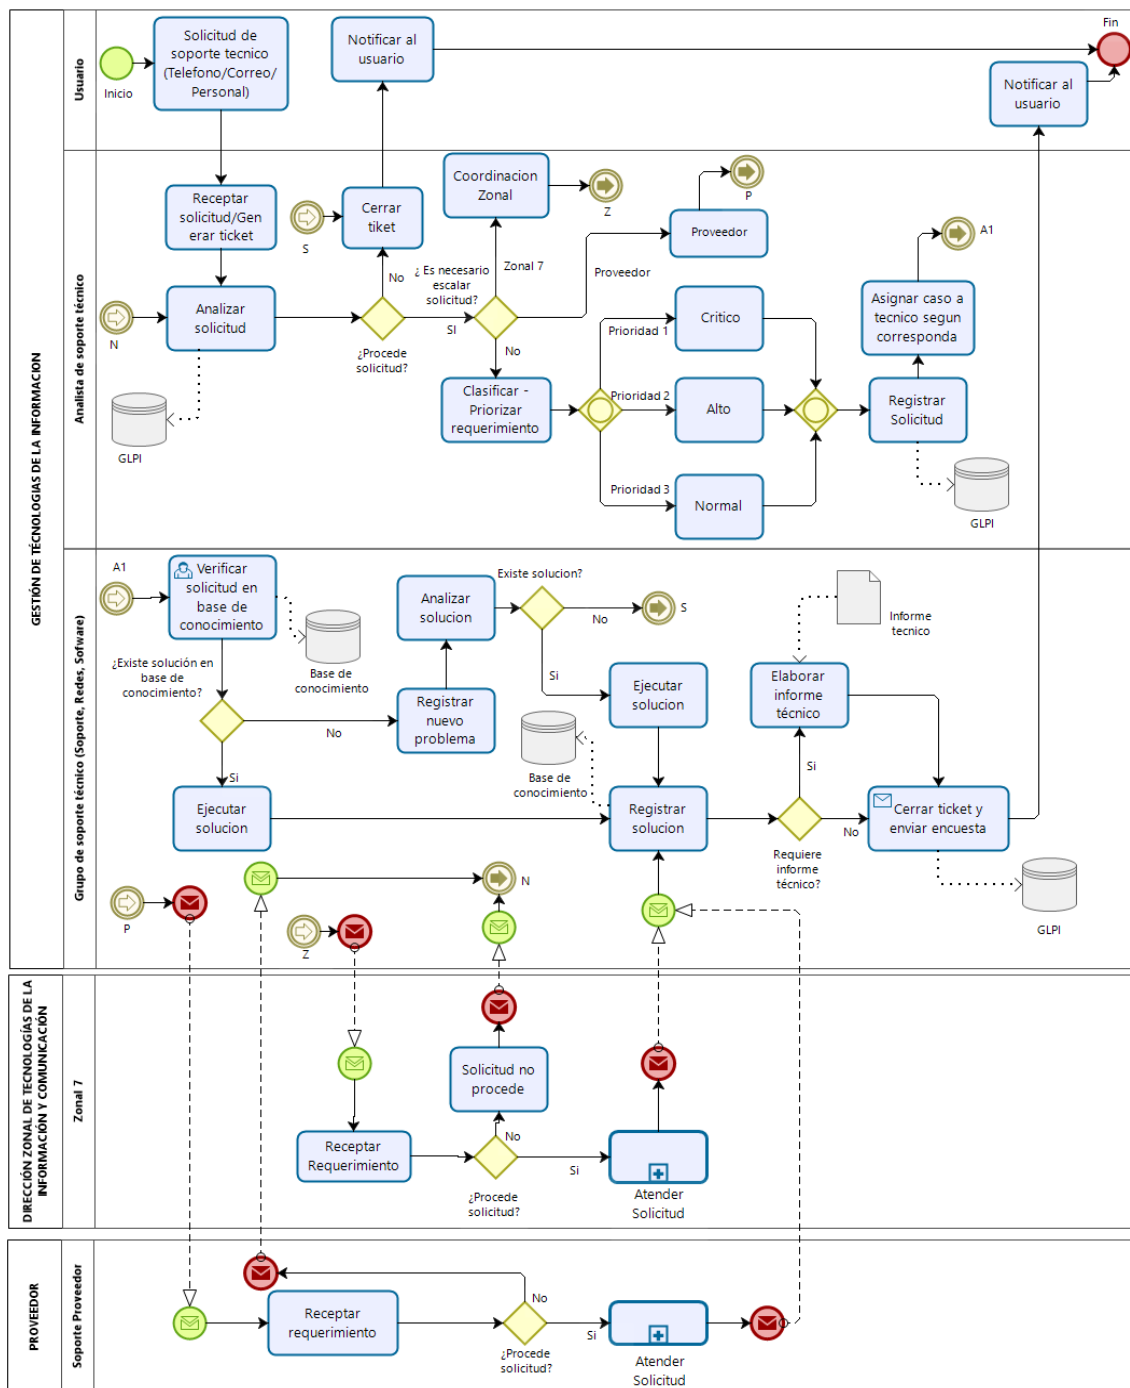 GESTIÓN DE TÉCNOLOGIAS DE LA INFORMACION
Usuario
Inicio
Solicitud de
soporte tecnico
(Telefono/Correo/
Personal)
Notificar al
usuario
Fin
Notificar al
usuario
Analista de soporte técnico
Receptar
solicitud/Gen
erar ticket
S
Cerrar
tiket
Coordinacion
Zonal
Z
P
Proveedor
A1
N
Analizar
solicitud
GLPI
No
¿Procede
solicitud?
SI
¿ Es necesario
escalar
solicitud?
Zonal 7
Proveedor
No
Clasificar -
Priorizar
requerimiento
Prioridad 1
Critico
Prioridad 2
Alto
Prioridad 3
Normal
Asignar caso a
tecnico segun
corresponda
Registrar
Solicitud
GLPI
Grupo de soporte técnico (Soporte, Redes, Sofware)
A1
Verificar
solicitud en
base de
conocimiento
Base de
conocimiento
¿Existe solución en
base de
conocimiento?
No
Si
Registrar
nuevo
problema
Analizar
solucion
Existe solucion?
No
S
Si
Ejecutar
solucion
Base de
conocimiento
Ejecutar
solucion
Registrar
solucion
Informe
tecnico
Elaborar
informe
técnico
Si
Requiere
informe
técnico?
No
Cerrar ticket y
enviar encuesta
GLPI
P
N
Z
DIRECCIÓN ZONAL DE TECNOLOGÍAS DE LA
INFORMACIÓN Y COMUNICACIÓN
Zonal 7
Receptar
Requerimiento
Solicitud no
procede
No
¿Procede
solicitud?
Si
Atender
Solicitud
PROVEEDOR
Soporte Proveedor
Receptar
requerimiento
No
¿Procede
solicitud?
Si
Atender
Solicitud